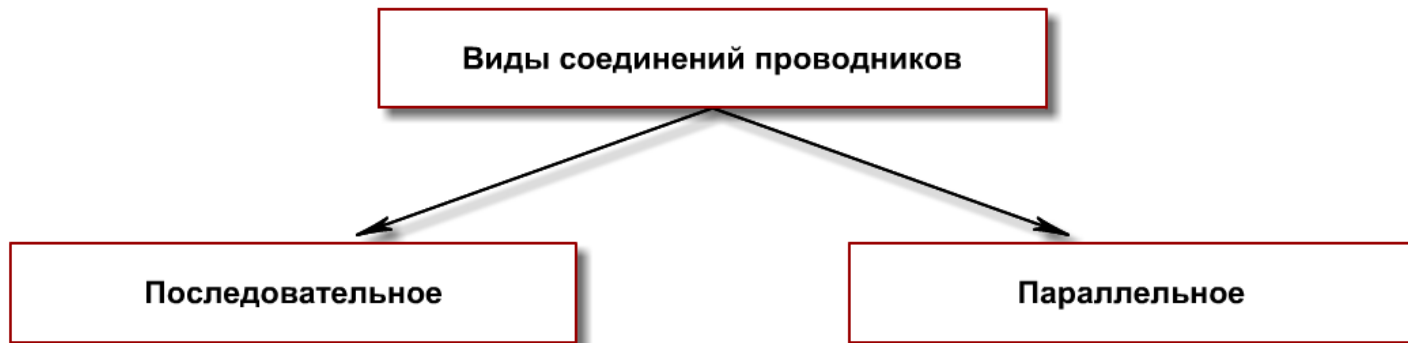 Виды соединений проводников
Последовательное
Параллельное